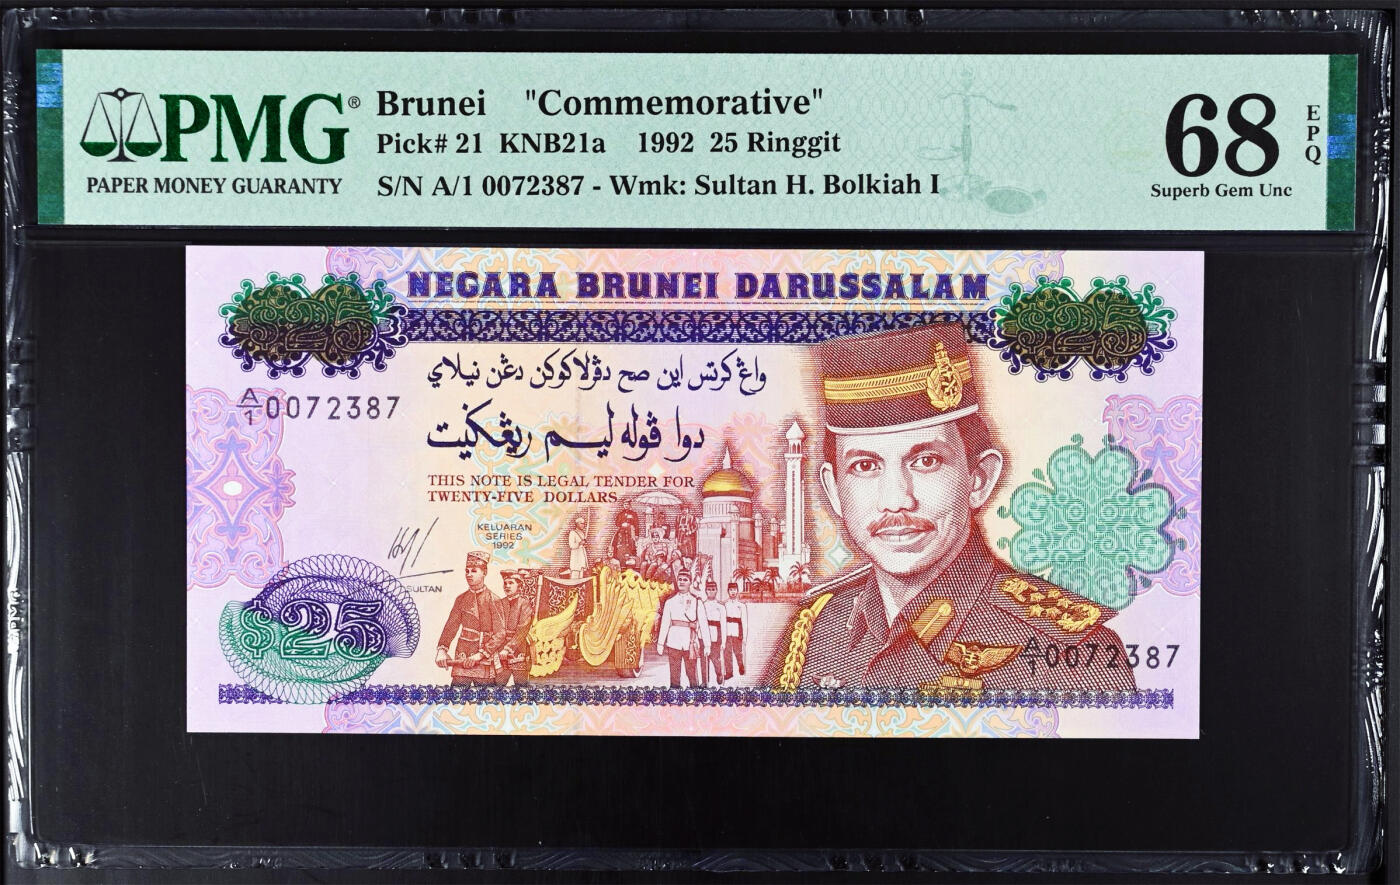 PMG®
PAPER MONEY GUARANTY
Brunei "Commemorative"
Pick# 21 KNB21a 1992 25 Ringgit
S/N A/1 0072387 - Wmk: Sultan H. Bolkiah I
68
EPQ
Superb Gem Unc
NEGARA BRUNEI DARUSSALAM
25
25
A/1 0072387
واڠ كرتس اين صح دڤرلاكوكن دڠن نيلاي
دوا ڤوله ليم ريڠݢيت
THIS NOTE IS LEGAL TENDER FOR
TWENTY-FIVE DOLLARS
KELUARAN
SERIES
1992
SULTAN
$25
A/1 0072387